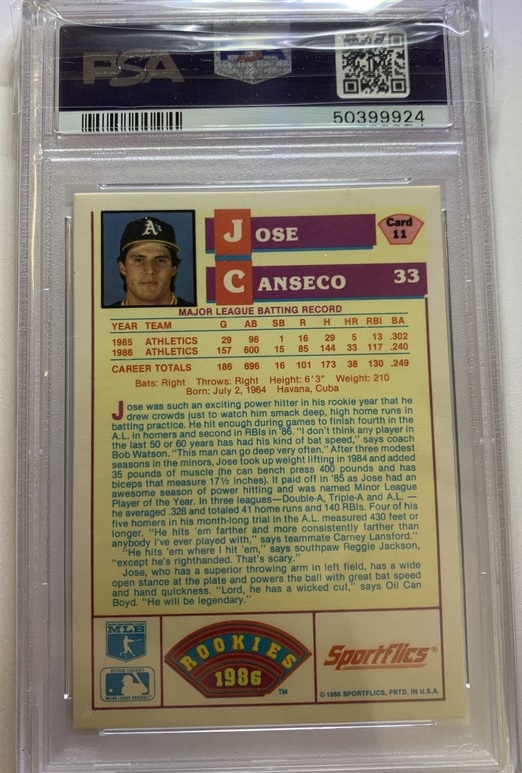 PSA
50399924
JOSE
CANSECO 33
Card
11
MAJOR LEAGUE BATTING RECORD
YEAR TEAM G AB SB R H HR RBI BA
1985 ATHLETICS 29 96 1 16 29 5 13 .302
1986 ATHLETICS 157 600 15 85 144 33 117 .240
CAREER TOTALS 186 696 16 101 173 38 130 .249
Bats: Right Throws: Right Height: 6'3" Weight: 210
Born: July 2, 1964 Havana, Cuba
Jose was such an exciting power hitter in his rookie year that he
drew crowds just to watch him smack deep, high home runs in
batting practice. He hit enough during games to finish fourth in the
A.L. in homers and second in RBIs in '86. "I don't think any player in
the last 50 or 60 years has had his kind of bat speed," says coach
Bob Watson. "This man can go deep very often." After three modest
seasons in the minors, Jose took up weight lifting in 1984 and added
35 pounds of muscle (he can bench press 400 pounds and has
biceps that measure 17½ inches). It paid off in '85 as Jose had an
awesome season of power hitting and was named Minor League
Player of the Year. In three leagues—Double-A, Triple-A and A.L. —
he averaged .328 and totaled 41 home runs and 140 RBIs. Four of his
five homers in his month-long trial in the A.L. measured 430 feet or
longer. "He hits 'em farther and more consistently farther than
anybody I've ever played with," says teammate Carney Lansford.
"He hits 'em where I hit 'em," says southpaw Reggie Jackson,
"except he's righthanded. That's scary."
Jose, who has a superior throwing arm in left field, has a wide
open stance at the plate and powers the ball with great bat speed
and hand quickness. "Lord, he has a wicked cut," says Oil Can
Boyd. "He will be legendary."
MLB
MAJOR LEAGUE BASEBALL
ROOKIES
1986
TM
Sportflics®
© 1986 SPORTFLICS, PRTD. IN U.S.A.